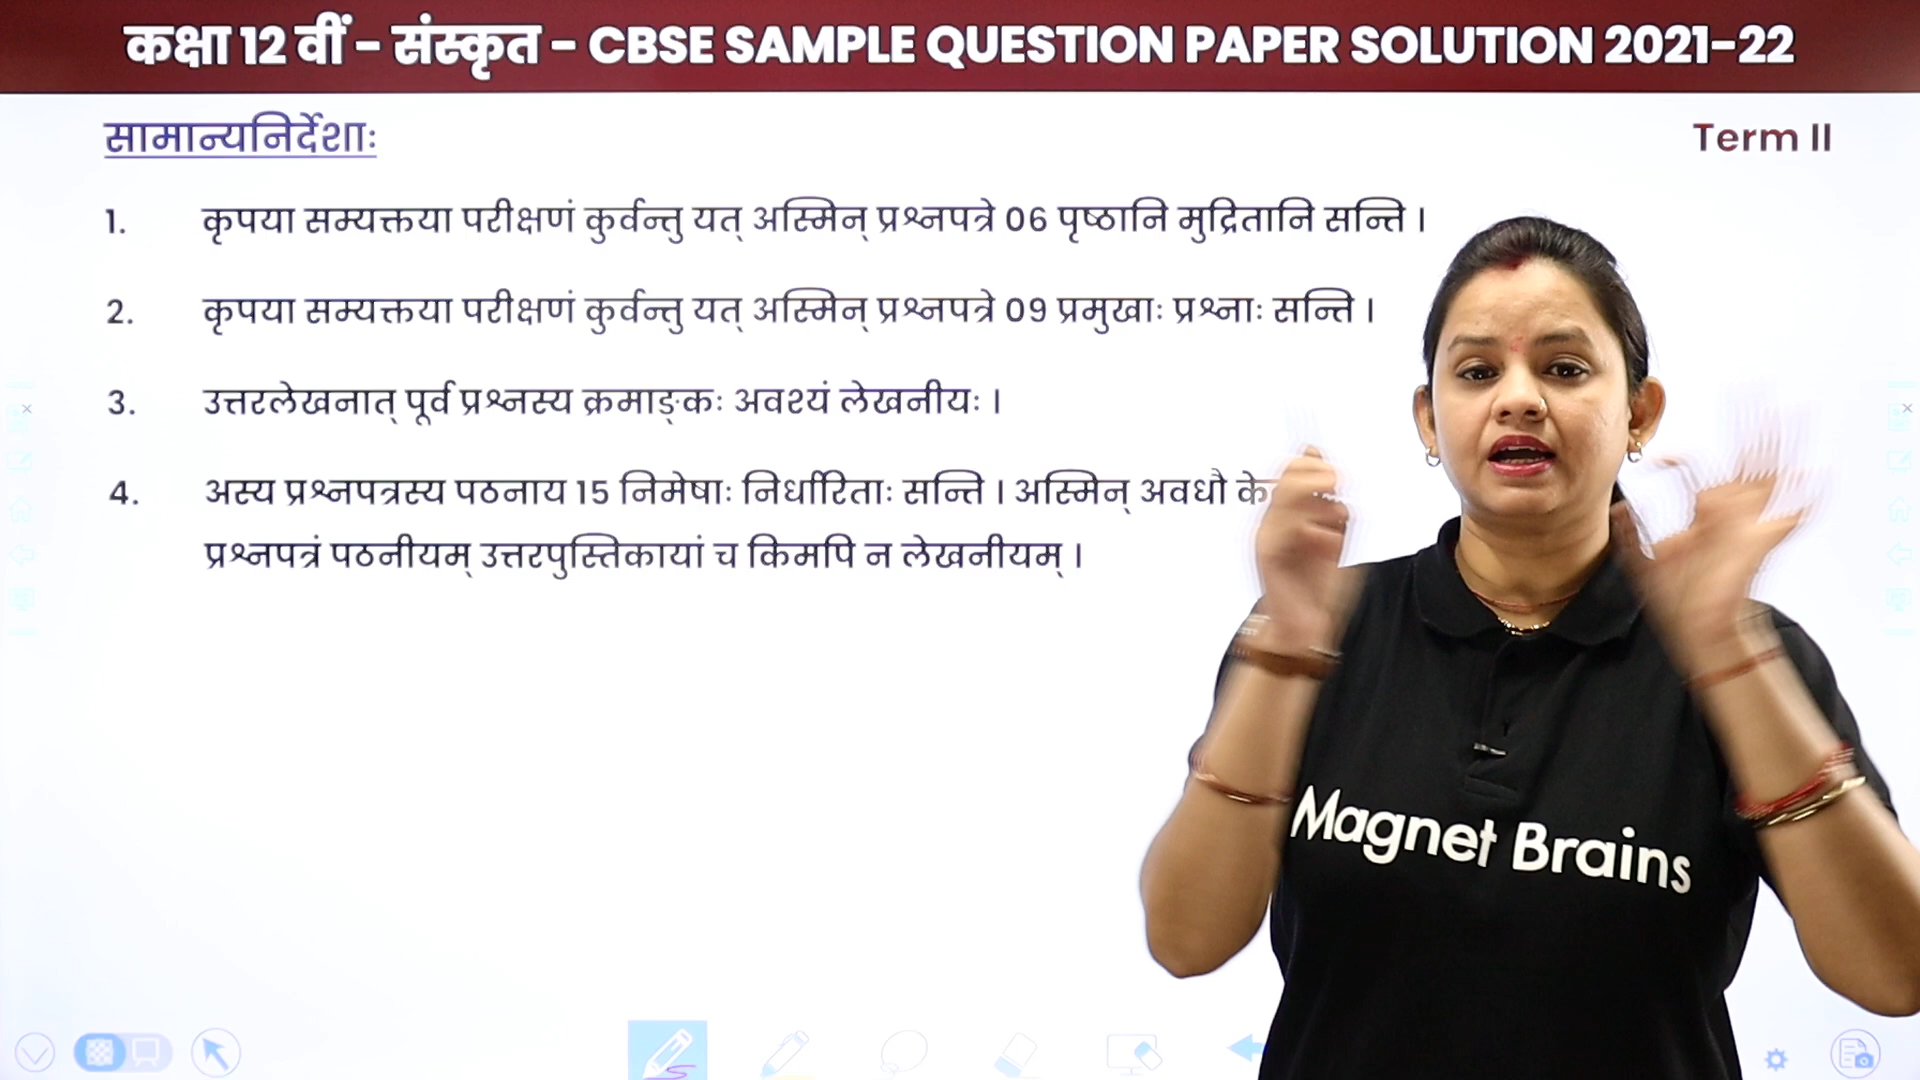 कक्षा 12 वीं – संस्कृत – CBSE SAMPLE QUESTION PAPER SOLUTION 2021-22
सामान्यनिर्देशाः
Term II
1. कृपया सम्यक्तया परीक्षणं कुर्वन्तु यत् अस्मिन् प्रश्नपत्रे 06 पृष्ठानि मुद्रितानि सन्ति ।
2. कृपया सम्यक्तया परीक्षणं कुर्वन्तु यत् अस्मिन् प्रश्नपत्रे 09 प्रमुखाः प्रश्नाः सन्ति ।
3. उत्तरलेखनात् पूर्व प्रश्नस्य क्रमाङ्कः अवश्यं लेखनीयः ।
4. अस्य प्रश्नपत्रस्य पठनाय 15 निमेषाः निर्धारिताः सन्ति । अस्मिन् अवधौ
प्रश्नपत्रं पठनीयम् उत्तरपुस्तिकायां च किमपि न लेखनीयम् ।
Magnet Brains